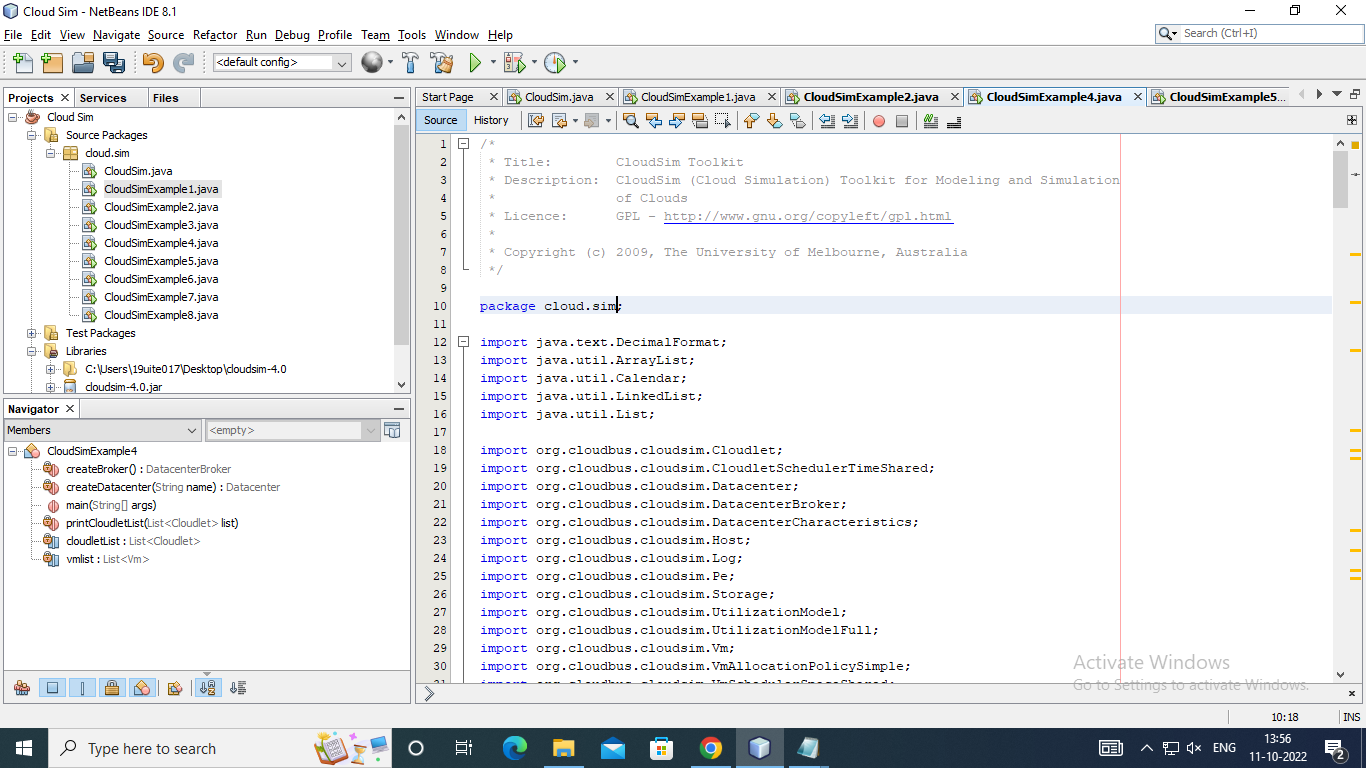 Cloud Sim - NetBeans IDE 8.1
File Edit View Navigate Source Refactor Run Debug Profile Team Tools Window Help
Search (Ctrl+I)
<default config>
Projects Services Files
Cloud Sim
Source Packages
cloud.sim
CloudSim.java
CloudSimExample1.java
CloudSimExample2.java
CloudSimExample3.java
CloudSimExample4.java
CloudSimExample5.java
CloudSimExample6.java
CloudSimExample7.java
CloudSimExample8.java
Test Packages
Libraries
C:\Users\19uite017\Desktop\cloudsim-4.0
cloudsim-4.0.jar
Navigator
Members <empty>
CloudSimExample4
createBroker() : DatacenterBroker
createDatacenter(String name) : Datacenter
main(String[] args)
printCloudletList(List<Cloudlet> list)
cloudletList : List<Cloudlet>
vmlist : List<Vm>
Start Page CloudSim.java CloudSimExample1.java CloudSimExample2.java CloudSimExample4.java CloudSimExample5...
Source History
1 /*
2 * Title: CloudSim Toolkit
3 * Description: CloudSim (Cloud Simulation) Toolkit for Modeling and Simulation
4 * of Clouds
5 * Licence: GPL - http://www.gnu.org/copyleft/gpl.html
6 *
7 * Copyright (c) 2009, The University of Melbourne, Australia
8 */
9
10 package cloud.sim;
11
12 import java.text.DecimalFormat;
13 import java.util.ArrayList;
14 import java.util.Calendar;
15 import java.util.LinkedList;
16 import java.util.List;
17
18 import org.cloudbus.cloudsim.Cloudlet;
19 import org.cloudbus.cloudsim.CloudletSchedulerTimeShared;
20 import org.cloudbus.cloudsim.Datacenter;
21 import org.cloudbus.cloudsim.DatacenterBroker;
22 import org.cloudbus.cloudsim.DatacenterCharacteristics;
23 import org.cloudbus.cloudsim.Host;
24 import org.cloudbus.cloudsim.Log;
25 import org.cloudbus.cloudsim.Pe;
26 import org.cloudbus.cloudsim.Storage;
27 import org.cloudbus.cloudsim.UtilizationModel;
28 import org.cloudbus.cloudsim.UtilizationModelFull;
29 import org.cloudbus.cloudsim.Vm;
30 import org.cloudbus.cloudsim.VmAllocationPolicySimple;
31 import org.cloudbus.cloudsim.VmSchedulerSpaceShared;
Activate Windows
Go to Settings to activate Windows.
10:18 INS
Type here to search
ENG
13:56
11-10-2022
2